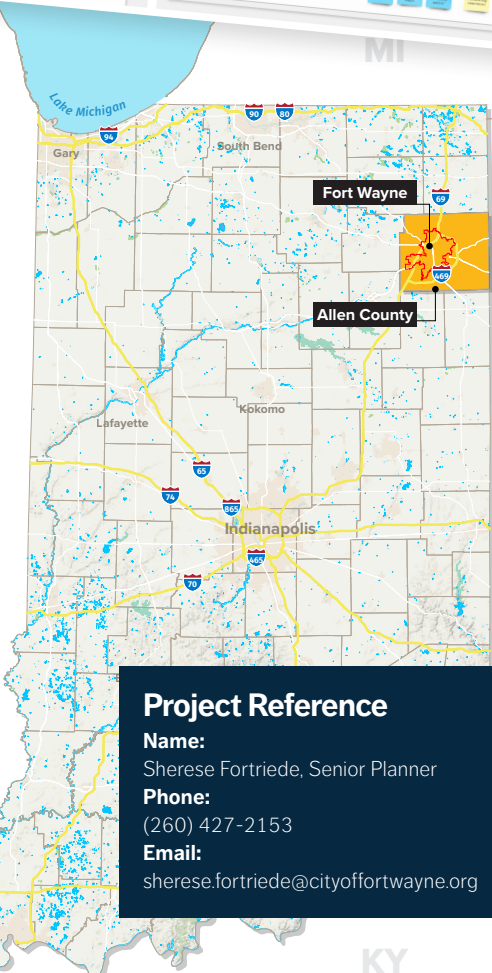 MI
Lake Michigan
90
80
94
Gary
South Bend
Fort Wayne
69
469
Allen County
Kokomo
Lafayette
65
74
865
Indianapolis
465
70
Project Reference
Name:
Sherese Fortriede, Senior Planner
Phone:
(260) 427-2153
Email:
sherese.fortriede@cityoffortwayne.org
KY